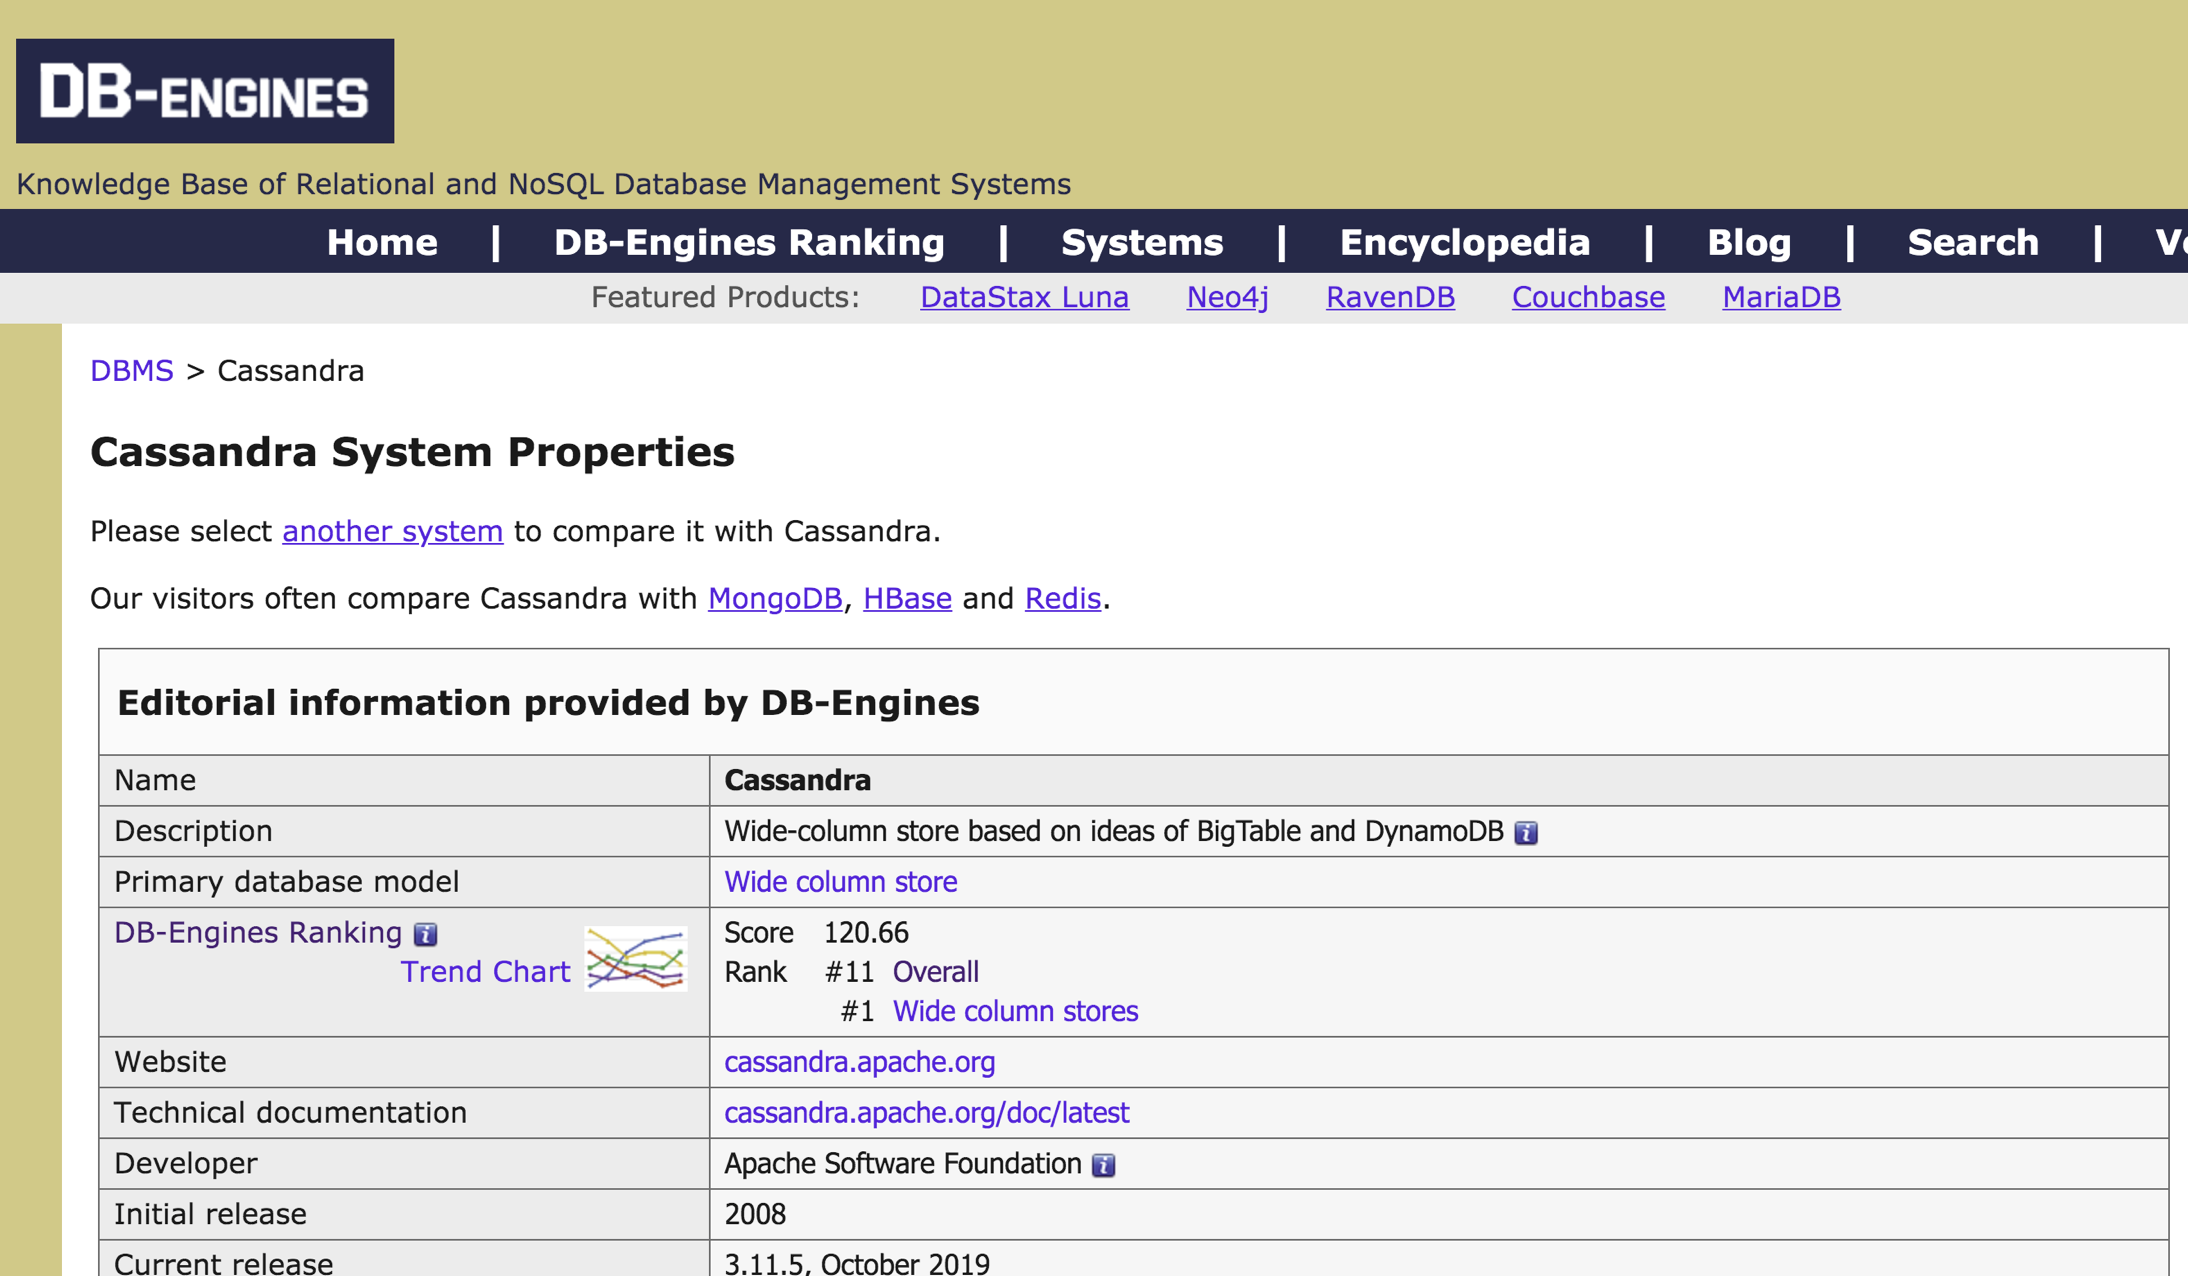 DB-ENGINES
Knowledge Base of Relational and NoSQL Database Management Systems
Home | DB-Engines Ranking | Systems | Encyclopedia | Blog | Search |
Featured Products: DataStax Luna Neo4j RavenDB Couchbase MariaDB
DBMS > Cassandra
Cassandra System Properties
Please select another system to compare it with Cassandra.
Our visitors often compare Cassandra with MongoDB, HBase and Redis.
Editorial information provided by DB-Engines
Name Cassandra
Description Wide-column store based on ideas of BigTable and DynamoDB
Primary database model Wide column store
DB-Engines Ranking Score 120.66
Trend Chart Rank #11 Overall
#1 Wide column stores
Website cassandra.apache.org
Technical documentation cassandra.apache.org/doc/latest
Developer Apache Software Foundation
Initial release 2008
Current release 3.11.5, October 2019